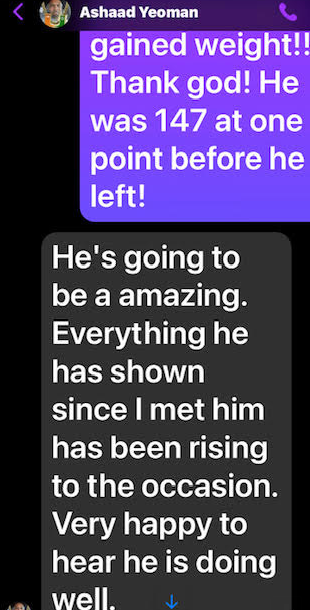 Ashaad Yeoman
gained weight!!
Thank god! He
was 147 at one
point before he
left!
He's going to
be a amazing.
Everything he
has shown
since I met him
has been rising
to the occasion.
Very happy to
hear he is doing
well.